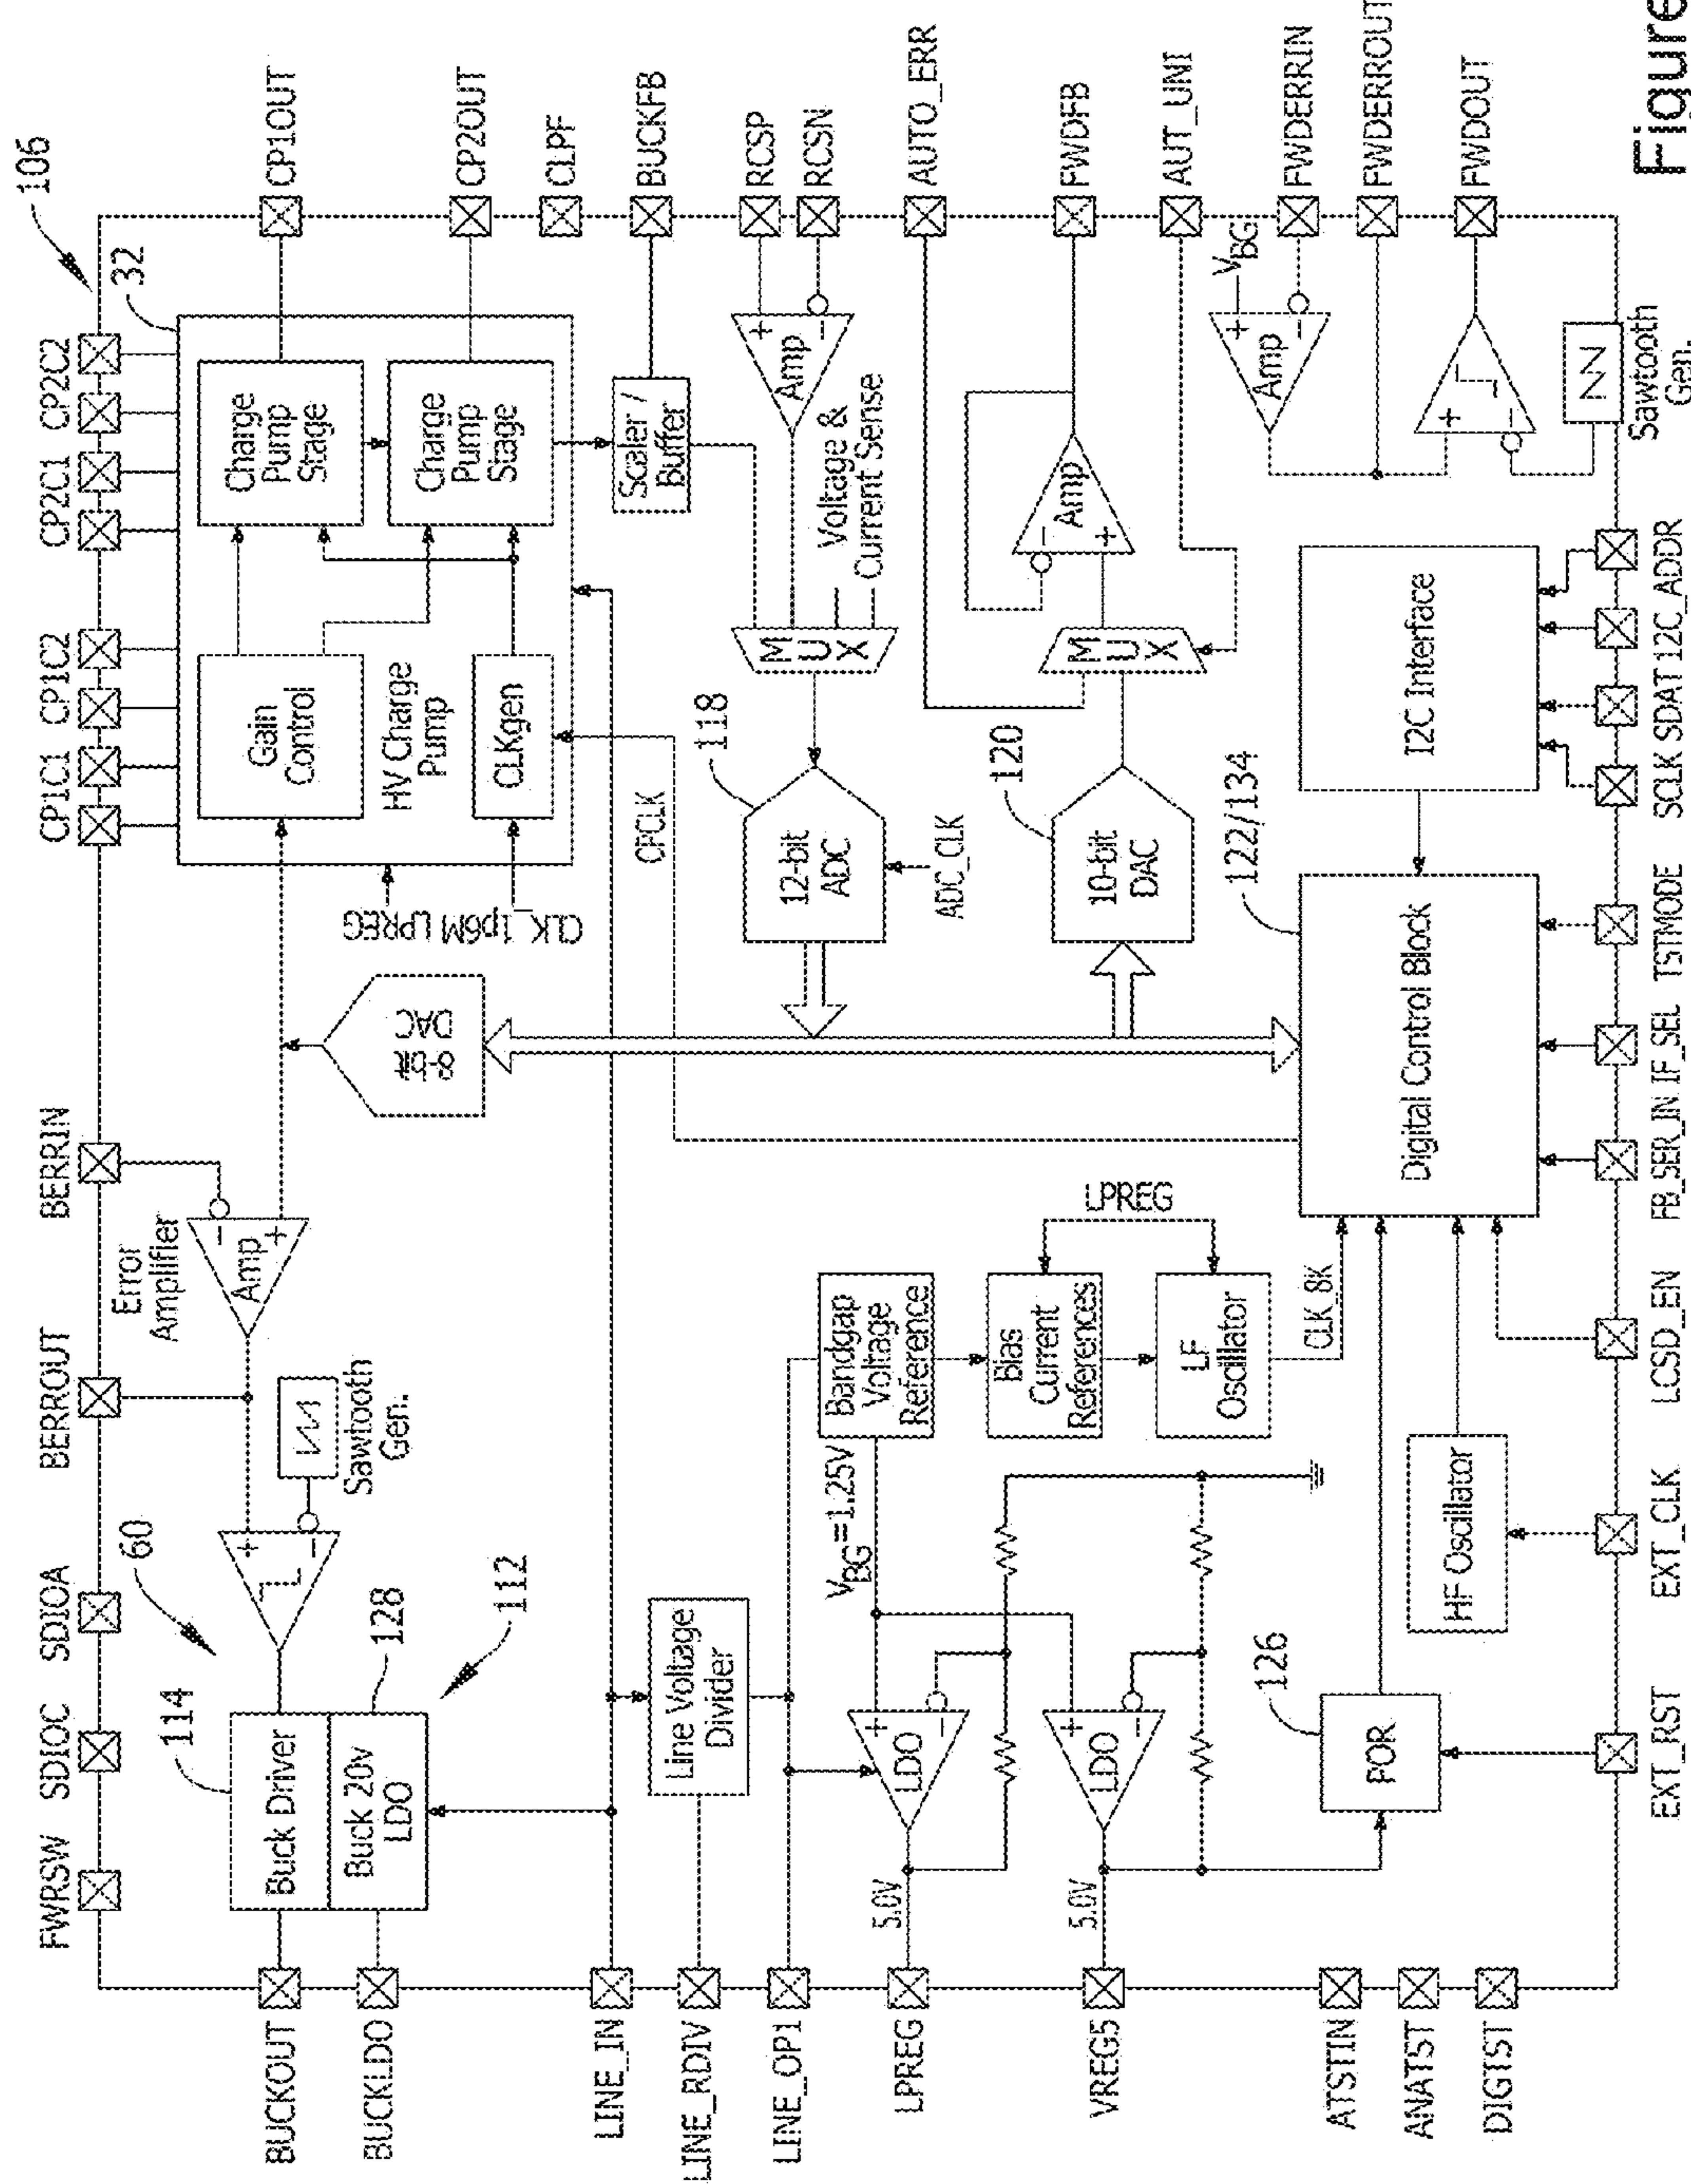 106
FWRSW
SDIOC
SDIOA
BERROUT
BERRIN
CP1C1
CP1C2
CP2C1
CP2C2
32
CP1OUT
CP2OUT
CLPF
BUCKFB
RCSP
RCSN
AUTO_ERR
FWDFB
AUT_UNI
FWDERRIN
FWDERROUT
FWDOUT
BUCKOUT
BUCKLDO
LINE_IN
LINE_RDIV
LINE_OP1
LPREG
VREG5
ATSTIN
ANATST
DIGTST
114
60
Buck Driver
Buck 20v
LDO
128
112
+
-
Sawtooth
Gen.
Error
Amplifier
Amp
-
+
8-bit
DAC
Gain
Control
HV Charge
Pump
CLKgen
Charge
Pump
Stage
Charge
Pump
Stage
LPREG
CLK_1p6M
CPCLK
Scaler /
Buffer
Line Voltage
Divider
118
12-bit
ADC
ADC_CLK
MUX
Voltage &
Current Sense
Amp
+
-
5.0V
LDO
+
-
VBG=1.25V
Bandgap
Voltage
Reference
5.0V
LDO
+
-
Bias
Current
References
LPREG
LF
Oscillator
CLK_8K
120
10-bit
DAC
MUX
Amp
-
+
VBG
Amp
+
-
+
-
Sawtooth
Gen.
126
POR
HF Oscillator
122/134
Digital Control Block
I2C Interface
EXT_RST
EXT_CLK
LCSD_EN
FB_SER_IN
IF_SEL
TSTMODE
SCLK
SDAT
12C_ADDR
Figure